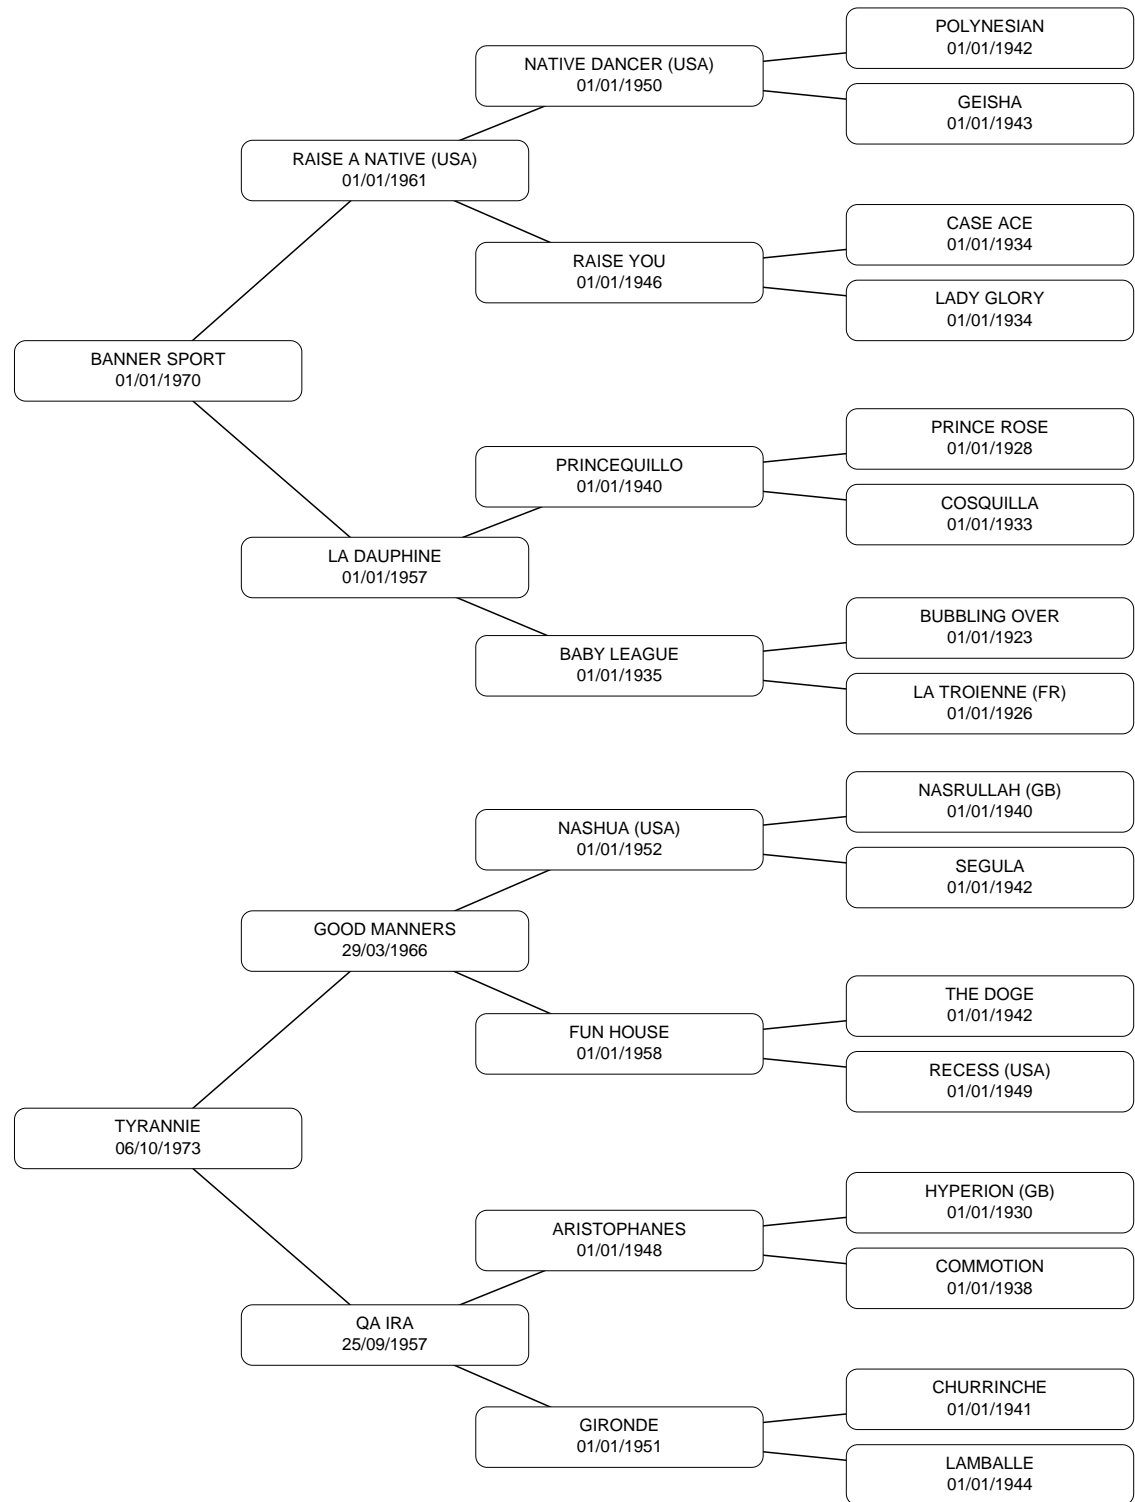 POLYNESIAN
01/01/1942
NATIVE DANCER (USA)
01/01/1950
GEISHA
01/01/1943
RAISE A NATIVE (USA)
01/01/1961
CASE ACE
01/01/1934
RAISE YOU
01/01/1946
LADY GLORY
01/01/1934
BANNER SPORT
01/01/1970
PRINCE ROSE
01/01/1928
PRINCEQUILLO
01/01/1940
COSQUILLA
01/01/1933
LA DAUPHINE
01/01/1957
BUBBLING OVER
01/01/1923
BABY LEAGUE
01/01/1935
LA TROIENNE (FR)
01/01/1926
NASRULLAH (GB)
01/01/1940
NASHUA (USA)
01/01/1952
SEGULA
01/01/1942
GOOD MANNERS
29/03/1966
THE DOGE
01/01/1942
FUN HOUSE
01/01/1958
RECESS (USA)
01/01/1949
TYRANNIE
06/10/1973
HYPERION (GB)
01/01/1930
ARISTOPHANES
01/01/1948
COMMOTION
01/01/1938
QA IRA
25/09/1957
CHURRINCHE
01/01/1941
GIRONDE
01/01/1951
LAMBALLE
01/01/1944